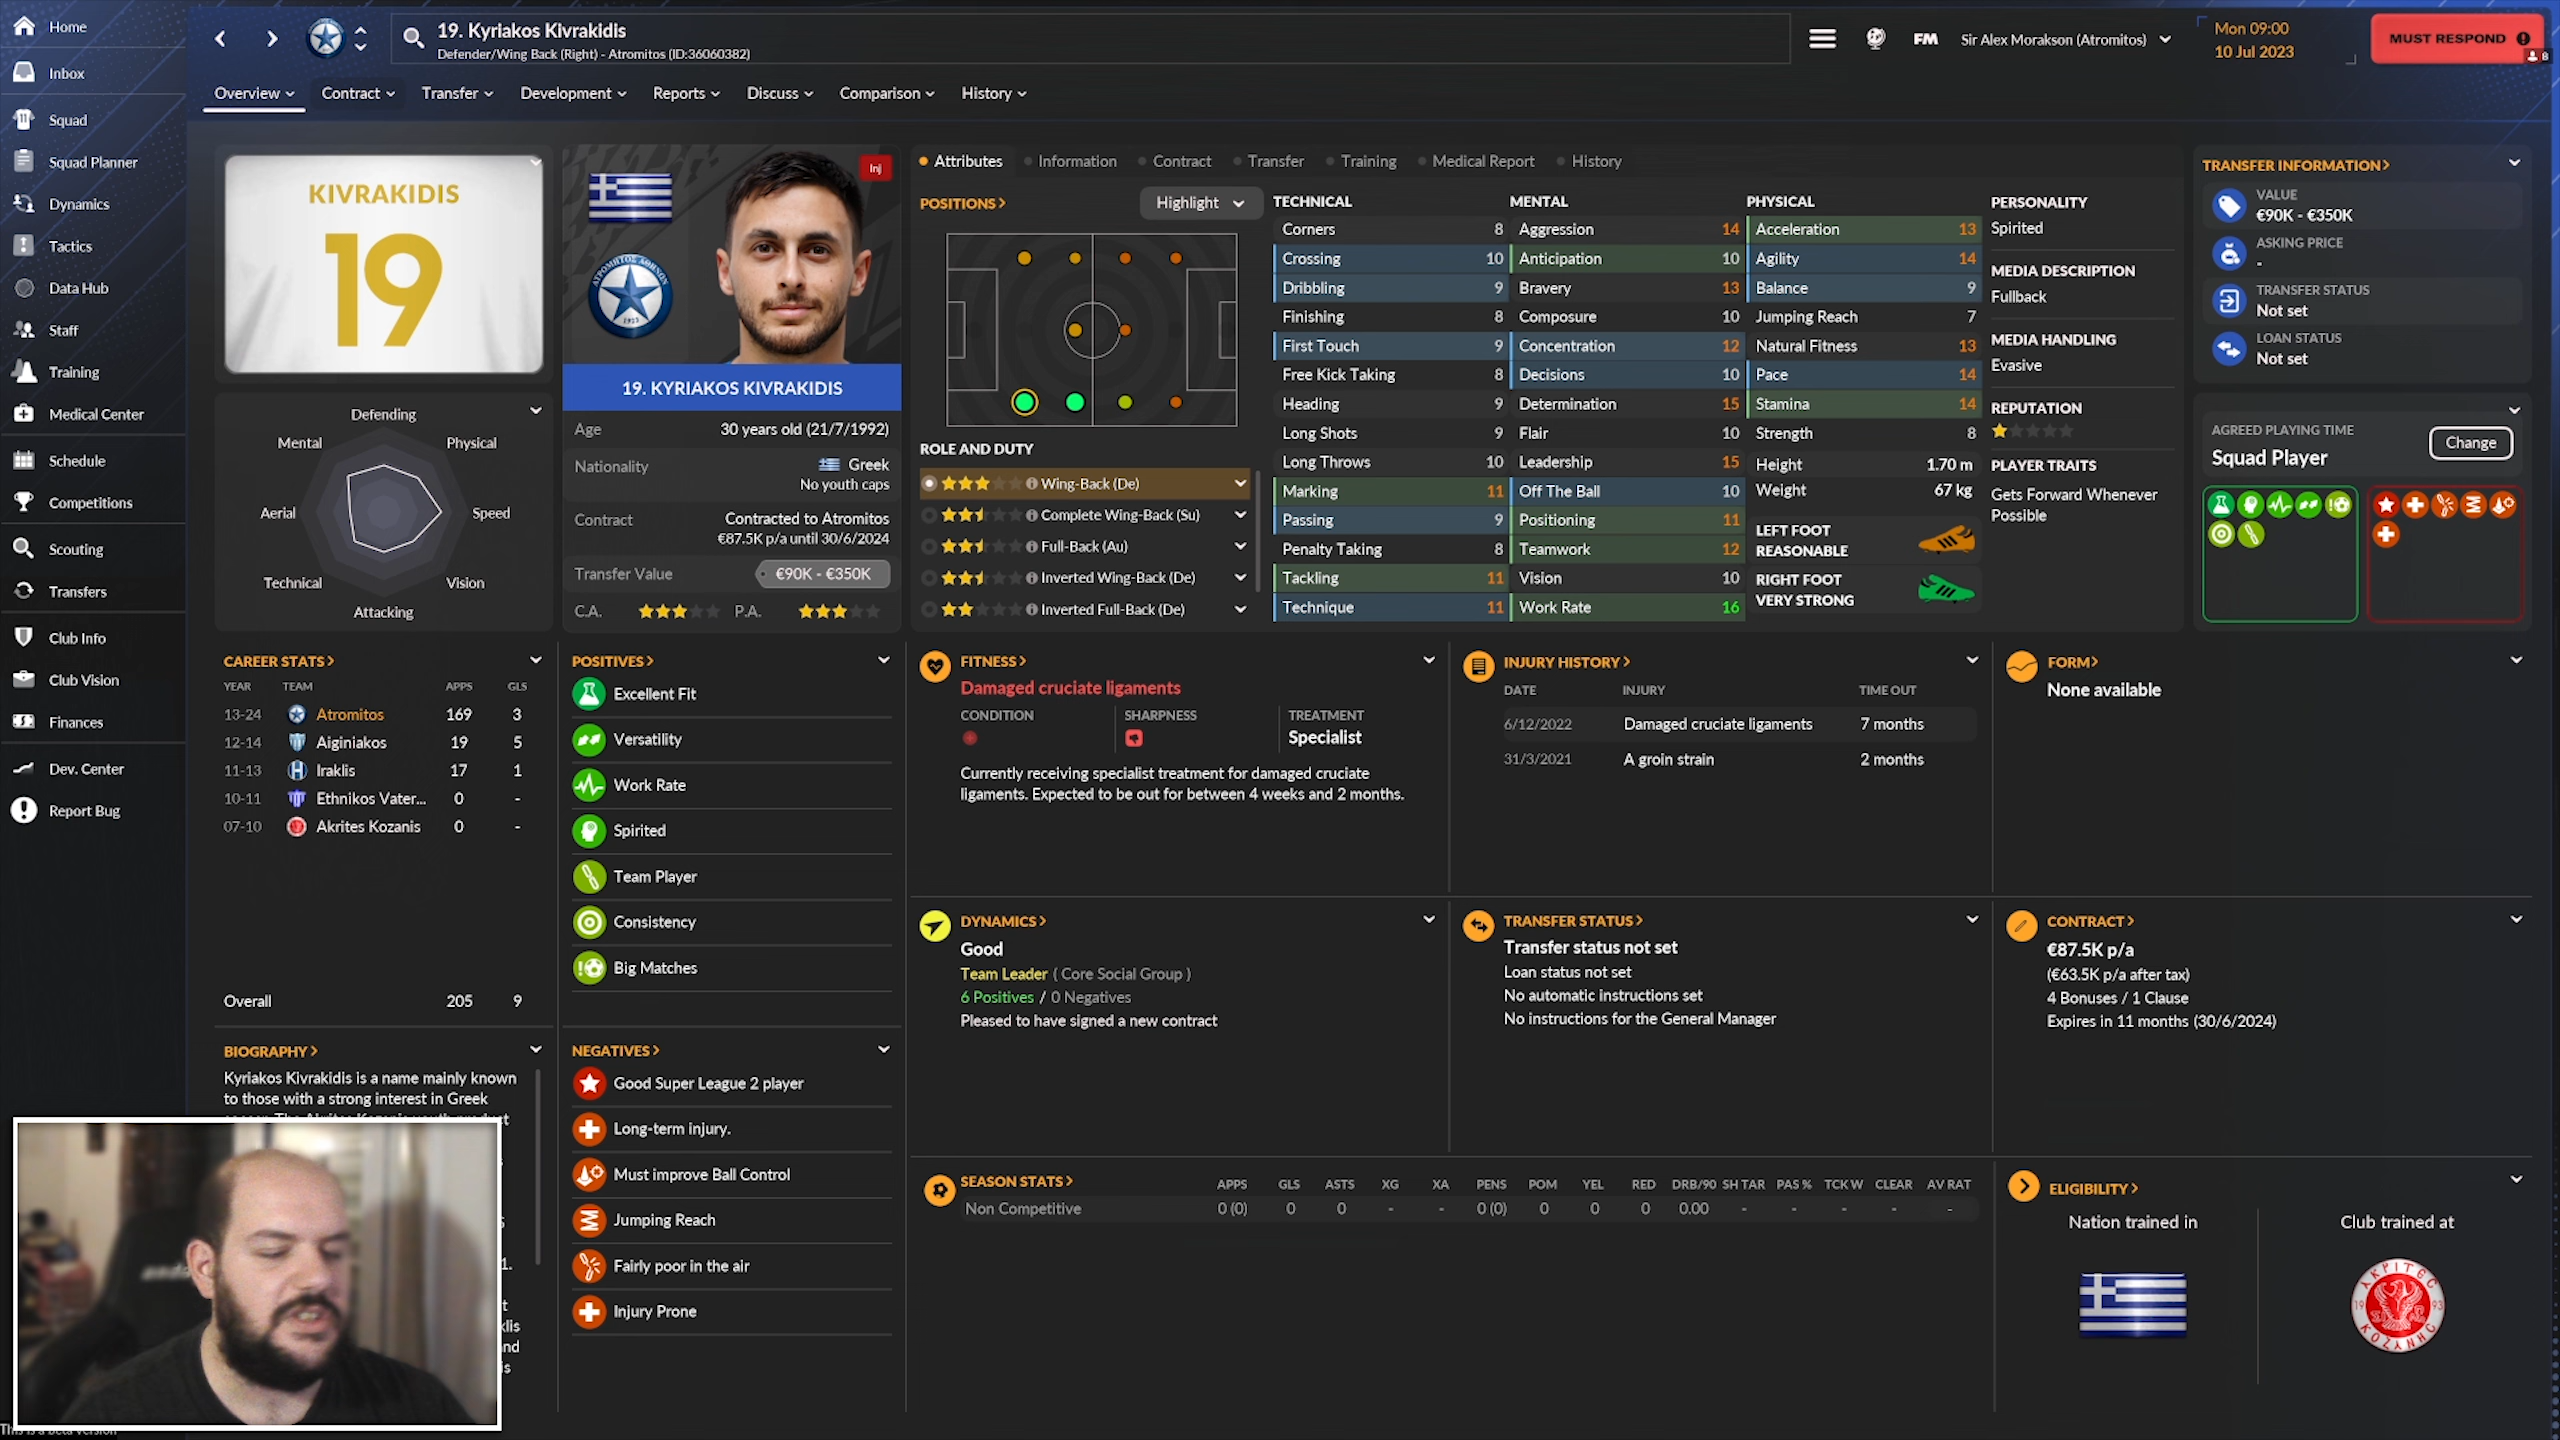 Home
Inbox
Squad
Squad Planner
Dynamics
Tactics
Data Hub
Staff
Training
Medical Center
Schedule
Competitions
Scouting
Transfers
Club Info
Club Vision
Finances
Dev. Center
Report Bug
19. Kyriakos Kivrakidis
Defender/Wing Back (Right) - Atromitos (ID:36060382)
FM
Sir Alex Morakson (Atromitos)
Mon 09:00
10 Jul 2023
MUST RESPOND
8
Overview
Contract
Transfer
Development
Reports
Discuss
Comparison
History
KIVRAKIDIS
19
Defending
Physical
Speed
Vision
Attacking
Technical
Aerial
Mental
Inj
ΑΤΡΟΜΗΤΟΣ ΑΘΗΝΩΝ
1923
19. KYRIAKOS KIVRAKIDIS
Age 30 years old (21/7/1992)
Nationality Greek
No youth caps
Contract Contracted to Atromitos
€87.5K p/a until 30/6/2024
Transfer Value €90K - €350K
C.A. P.A.
Attributes
Information
Contract
Transfer
Training
Medical Report
History
POSITIONS>
Highlight
ROLE AND DUTY
Wing-Back (De)
Complete Wing-Back (Su)
Full-Back (Au)
Inverted Wing-Back (De)
Inverted Full-Back (De)
TECHNICAL
Corners 8
Crossing 10
Dribbling 9
Finishing 8
First Touch 9
Free Kick Taking 8
Heading 9
Long Shots 9
Long Throws 10
Marking 11
Passing 9
Penalty Taking 8
Tackling 11
Technique 11
MENTAL
Aggression 14
Anticipation 10
Bravery 13
Composure 10
Concentration 12
Decisions 10
Determination 15
Flair 10
Leadership 15
Off The Ball 10
Positioning 11
Teamwork 12
Vision 10
Work Rate 16
PHYSICAL
Acceleration 13
Agility 14
Balance 9
Jumping Reach 7
Natural Fitness 13
Pace 14
Stamina 14
Strength 8
Height 1.70 m
Weight 67 kg
LEFT FOOT
REASONABLE
RIGHT FOOT
VERY STRONG
PERSONALITY
Spirited
MEDIA DESCRIPTION
Fullback
MEDIA HANDLING
Evasive
REPUTATION
PLAYER TRAITS
Gets Forward Whenever
Possible
TRANSFER INFORMATION>
VALUE
€90K - €350K
ASKING PRICE
-
TRANSFER STATUS
Not set
LOAN STATUS
Not set
AGREED PLAYING TIME
Squad Player
Change
CAREER STATS>
YEAR TEAM APPS GLS
13-24 Atromitos 169 3
12-14 Aiginiakos 19 5
11-13 Iraklis 17 1
10-11 Ethnikos Vater... 0 -
07-10 Akrites Kozanis 0 -
Overall 205 9
BIOGRAPHY>
Kyriakos Kivrakidis is a name mainly known
to those with a strong interest in Greek
POSITIVES>
Excellent Fit
Versatility
Work Rate
Spirited
Team Player
Consistency
Big Matches
NEGATIVES>
Good Super League 2 player
Long-term injury.
Must improve Ball Control
Jumping Reach
Fairly poor in the air
Injury Prone
FITNESS>
Damaged cruciate ligaments
CONDITION SHARPNESS TREATMENT
Specialist
Currently receiving specialist treatment for damaged cruciate
ligaments. Expected to be out for between 4 weeks and 2 months.
INJURY HISTORY>
DATE INJURY TIME OUT
6/12/2022 Damaged cruciate ligaments 7 months
31/3/2021 A groin strain 2 months
FORM>
None available
DYNAMICS>
Good
Team Leader ( Core Social Group )
6 Positives / 0 Negatives
Pleased to have signed a new contract
TRANSFER STATUS>
Transfer status not set
Loan status not set
No automatic instructions set
No instructions for the General Manager
CONTRACT>
€87.5K p/a
(€63.5K p/a after tax)
4 Bonuses / 1 Clause
Expires in 11 months (30/6/2024)
SEASON STATS>
APPS GLS ASTS XG XA PENS POM YEL RED DRB/90 SH TAR PAS % TCK W CLEAR AV RAT
Non Competitive 0 (0) 0 0 - - 0 (0) 0 0 0 0.00 - - - - -
ELIGIBILITY>
Nation trained in
Club trained at
This is a beta version